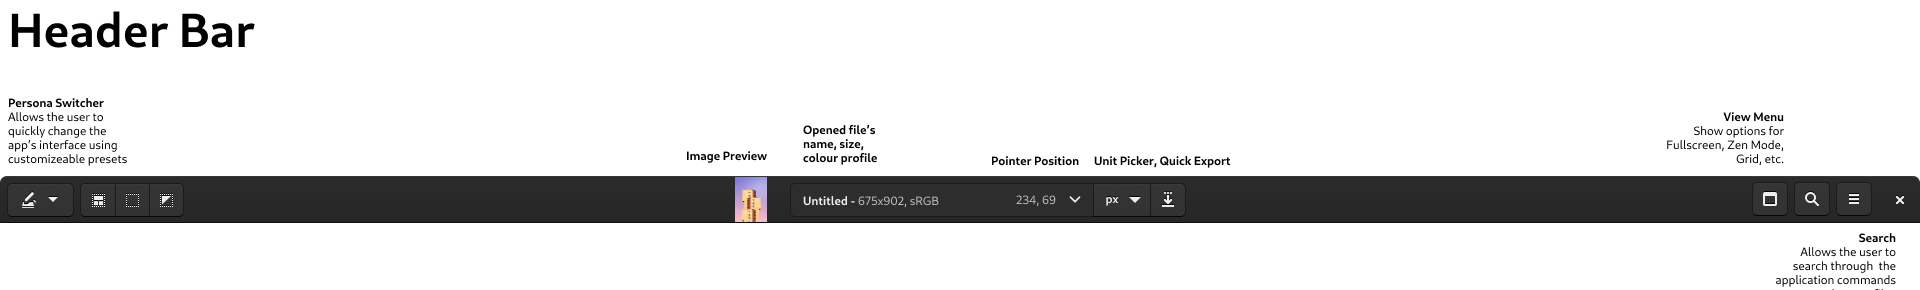 Header Bar
Persona Switcher
Allows the user to
quickly change the
app's interface using
customizeable presets
Image Preview
Opened file's
name, size,
colour profile
Pointer Position
Unit Picker, Quick Export
View Menu
Show options for
Fullscreen, Zen Mode,
Grid, etc.
Untitled - 675x902, sRGB
234, 69
px
Search
Allows the user to
search through the
application commands